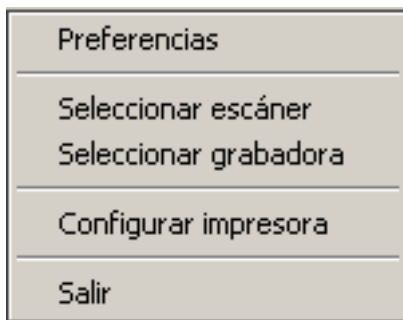 Preferencias
Seleccionar escáner
Seleccionar grabadora
Configurar impresora
Salir